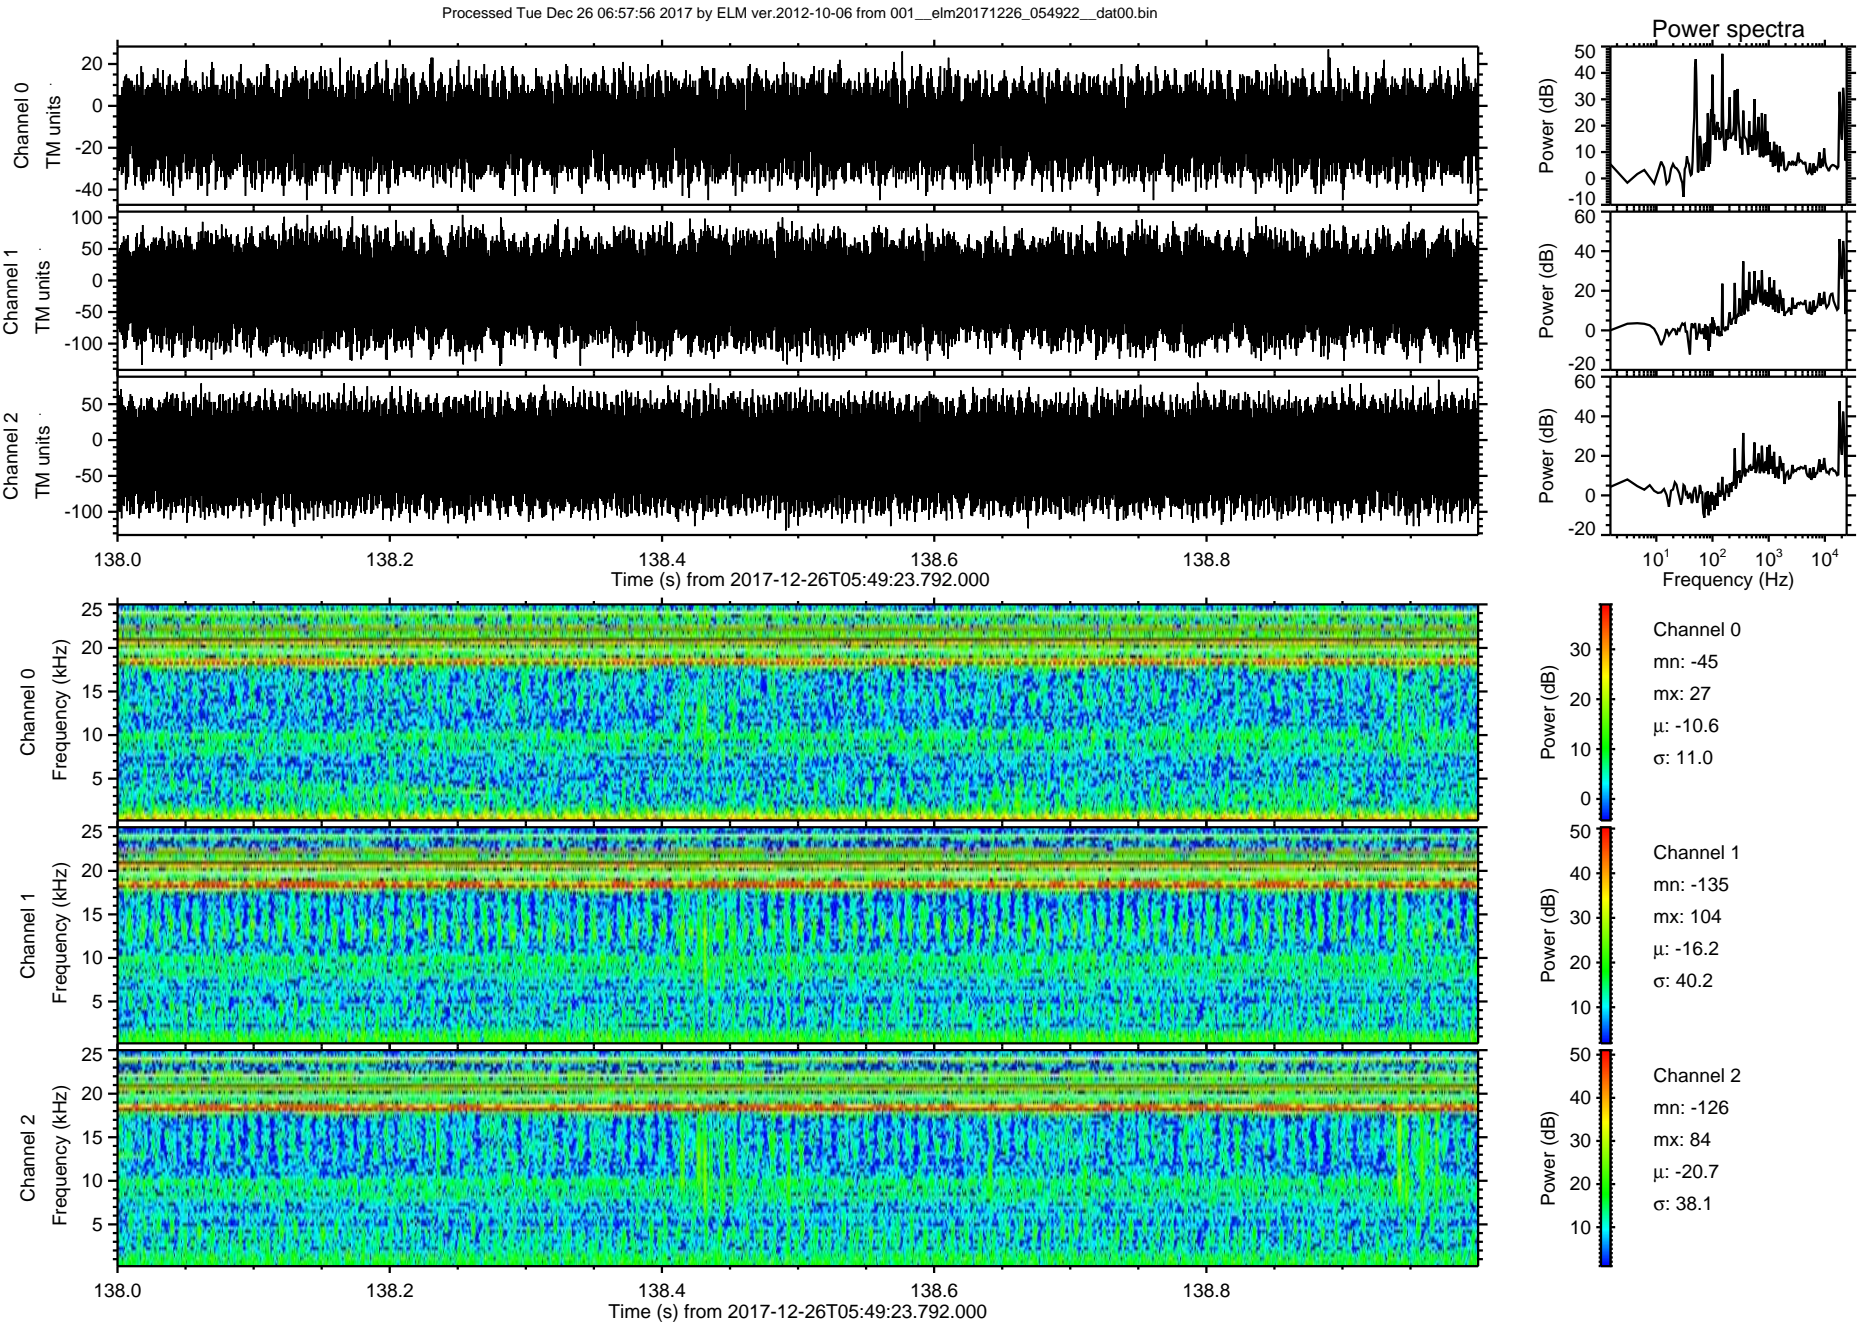 Processed Tue Dec 26 06:57:56 2017 by ELM ver.2012-10-06 from 001__elm20171226_054922__dat00.bin
Power spectra
Channel 0
TM units
20
0
-20
-40
Power (dB)
50
40
30
20
10
0
-10
Channel 1
TM units
100
50
0
-50
-100
Power (dB)
60
40
20
0
-20
Channel 2
TM units
50
0
-50
-100
Power (dB)
60
40
20
0
-20
138.0 138.2 138.4 138.6 138.8
Time (s) from 2017-12-26T05:49:23.792.000
10¹ 10² 10³ 10⁴
Frequency (Hz)
Channel 0
Frequency (kHz)
25
20
15
10
5
Power (dB)
30
20
10
0
Channel 0
mn: -45
mx: 27
µ: -10.6
σ: 11.0
Channel 1
Frequency (kHz)
25
20
15
10
5
Power (dB)
50
40
30
20
10
Channel 1
mn: -135
mx: 104
µ: -16.2
σ: 40.2
Channel 2
Frequency (kHz)
25
20
15
10
5
Power (dB)
50
40
30
20
10
Channel 2
mn: -126
mx: 84
µ: -20.7
σ: 38.1
138.0 138.2 138.4 138.6 138.8
Time (s) from 2017-12-26T05:49:23.792.000